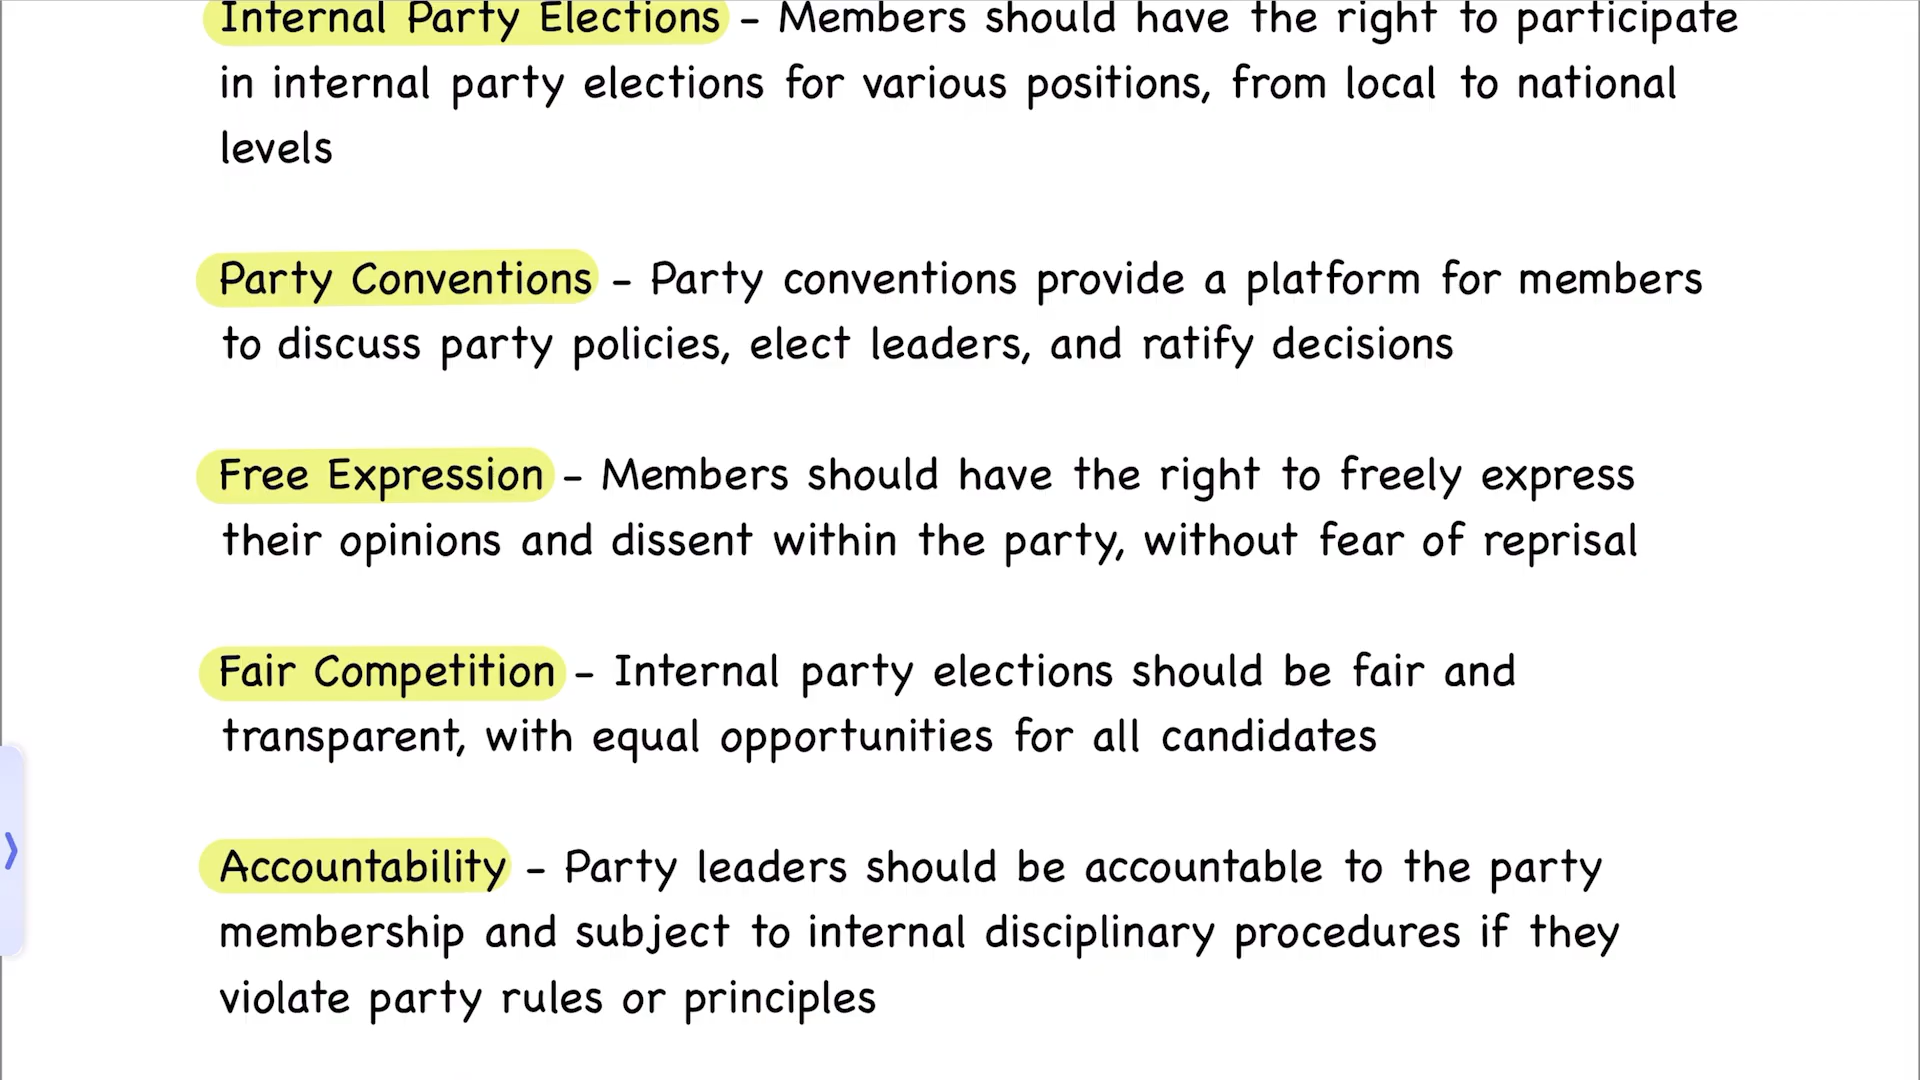 Internal Party Elections - Members should have the right to participate
in internal party elections for various positions, from local to national
levels
Party Conventions - Party conventions provide a platform for members
to discuss party policies, elect leaders, and ratify decisions
Free Expression - Members should have the right to freely express
their opinions and dissent within the party, without fear of reprisal
Fair Competition - Internal party elections should be fair and
transparent, with equal opportunities for all candidates
Accountability - Party leaders should be accountable to the party
membership and subject to internal disciplinary procedures if they
violate party rules or principles